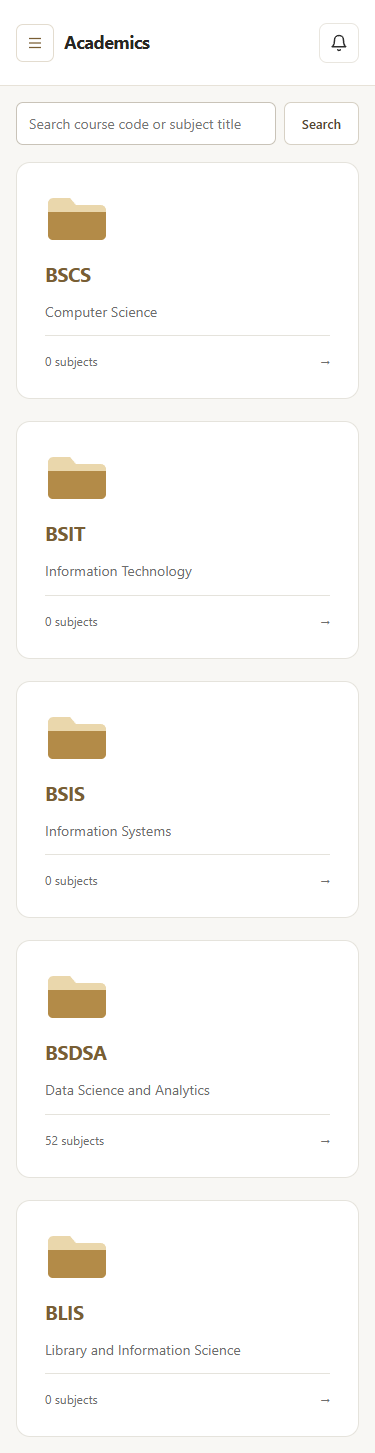 Academics
Search course code or subject title
Search
BSCS
Computer Science
0 subjects →
BSIT
Information Technology
0 subjects →
BSIS
Information Systems
0 subjects →
BSDSA
Data Science and Analytics
52 subjects →
BLIS
Library and Information Science
0 subjects →